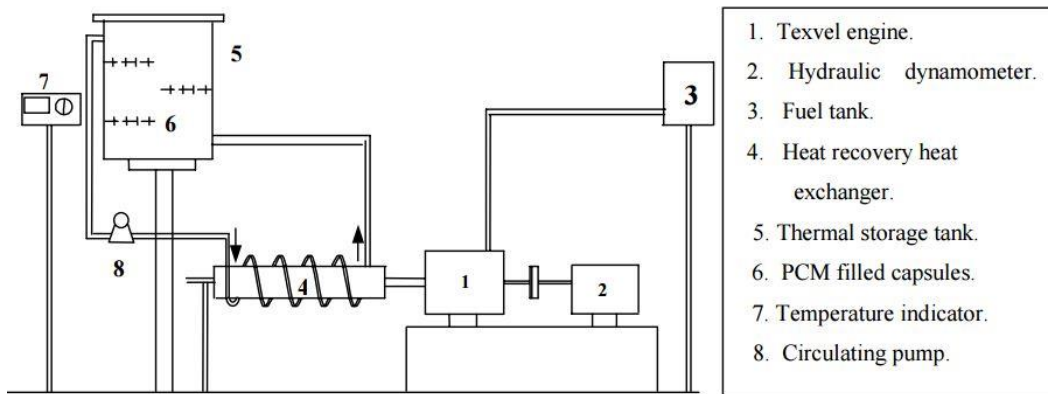 5
7
6
3
8
4
1
2
1. Texvel engine.
2. Hydraulic dynamometer.
3. Fuel tank.
4. Heat recovery heat
exchanger.
5. Thermal storage tank.
6. PCM filled capsules.
7. Temperature indicator.
8. Circulating pump.